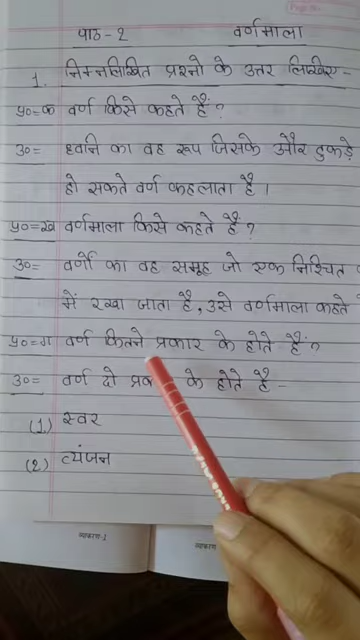 पाठ-2 वर्णमाला
1. निम्नलिखित प्रश्नो के उत्तर लिखिए-
प्र०=क वर्ण किसे कहते हैं?
उ०= ध्वनि का वह रूप जिसके और टुकड़े
हो सकते वर्ण कहलाता है।
प्र०=ख वर्णमाला किसे कहते हैं?
उ०= वर्णों का वह समूह जो एक निश्चित
में रखा जाता है, उसे वर्णमाला कहते
प्र०=ग वर्ण कितने प्रकार के होते हैं?
उ०= वर्ण दो के होते है-
(1) स्वर
(2) व्यंजन
व्याकरण-2